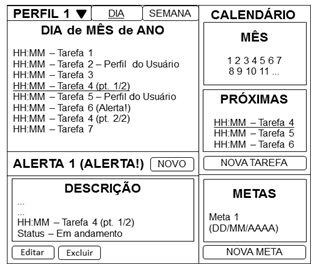 PERFIL 1 ▼ DIA SEMANA
DIA de MÊS de ANO
HH:MM – Tarefa 1
HH:MM – Tarefa 2 – Perfil do Usuário
HH:MM – Tarefa 3
HH:MM – Tarefa 4 (pt. 1/2)
HH:MM – Tarefa 5 – Perfil do Usuário
HH:MM – Tarefa 6 (Alerta!)
HH:MM – Tarefa 4 (pt. 2/2)
HH:MM – Tarefa 7
ALERTA 1 (ALERTA!) NOVO
DESCRIÇÃO
...
...
HH:MM – Tarefa 4 (pt. 1/2)
Status – Em andamento
Editar Excluir
CALENDÁRIO
MÊS
1 2 3 4 5 6 7
8 9 10 11 ...
PRÓXIMAS
HH:MM – Tarefa 4
HH:MM – Tarefa 5
HH:MM – Tarefa 6
NOVA TAREFA
METAS
Meta 1
(DD/MM/AAAA)
NOVA META